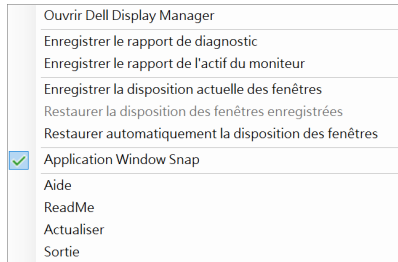 Ouvrir Dell Display Manager
Enregistrer le rapport de diagnostic
Enregistrer le rapport de l'actif du moniteur
Enregistrer la disposition actuelle des fenêtres
Restaurer la disposition des fenêtres enregistrées
Restaurer automatiquement la disposition des fenêtres
Application Window Snap
Aide
ReadMe
Actualiser
Sortie